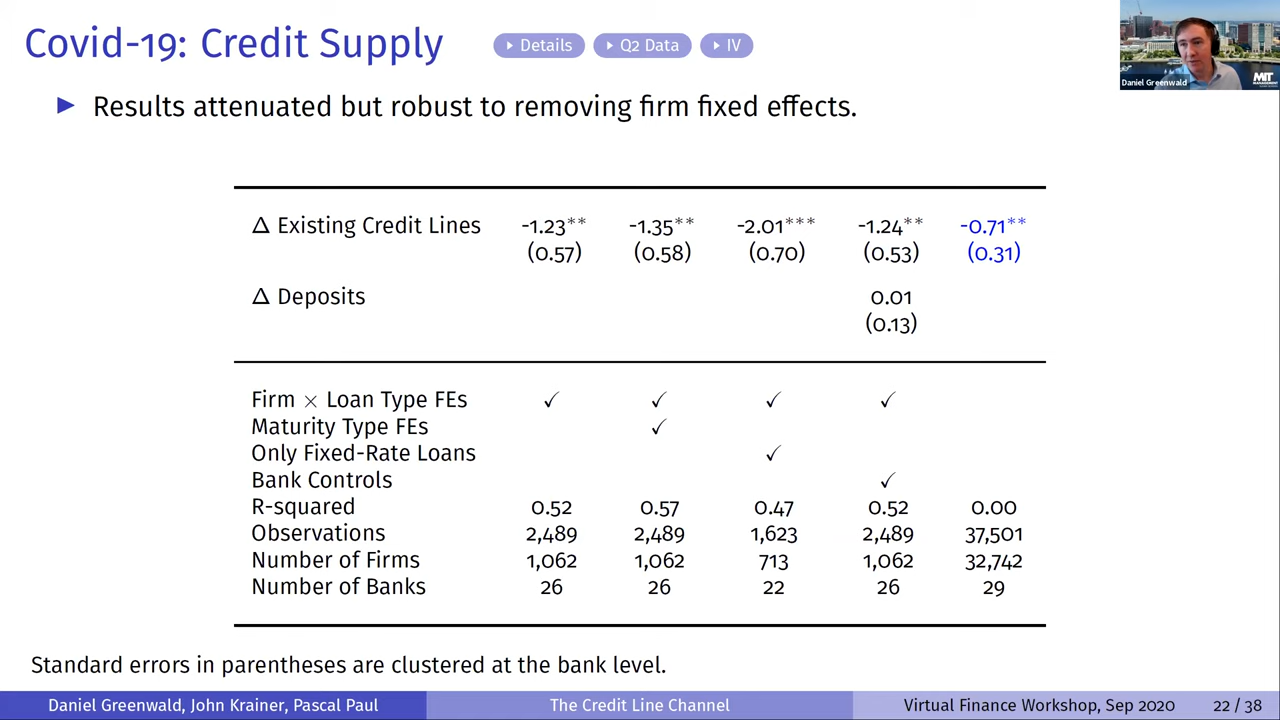 Covid-19: Credit Supply
Details
Q2 Data
IV
Daniel Greenwald
MIT
MANAGEMENT
Results attenuated but robust to removing firm fixed effects.
Δ Existing Credit Lines -1.23** -1.35** -2.01*** -1.24** -0.71**
(0.57) (0.58) (0.70) (0.53) (0.31)
Δ Deposits 0.01
(0.13)
Firm × Loan Type FEs ✓ ✓ ✓ ✓
Maturity Type FEs ✓
Only Fixed-Rate Loans ✓
Bank Controls ✓
R-squared 0.52 0.57 0.47 0.52 0.00
Observations 2,489 2,489 1,623 2,489 37,501
Number of Firms 1,062 1,062 713 1,062 32,742
Number of Banks 26 26 22 26 29
Standard errors in parentheses are clustered at the bank level.
Daniel Greenwald, John Krainer, Pascal Paul
The Credit Line Channel
Virtual Finance Workshop, Sep 2020 22 / 38